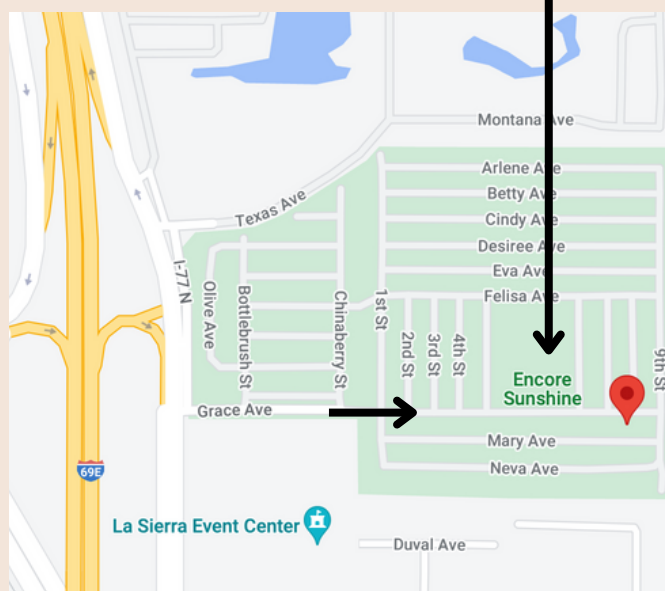 Montana Ave
Arlene Ave
Betty Ave
Cindy Ave
Desiree Ave
Eva Ave
Felisa Ave
Texas Ave
I-77 N
Olive Ave
Bottlebrush St
Chinaberry St
1st St
2nd St
3rd St
4th St
9th St
Encore
Sunshine
Grace Ave
Mary Ave
Neva Ave
69E
La Sierra Event Center
Duval Ave